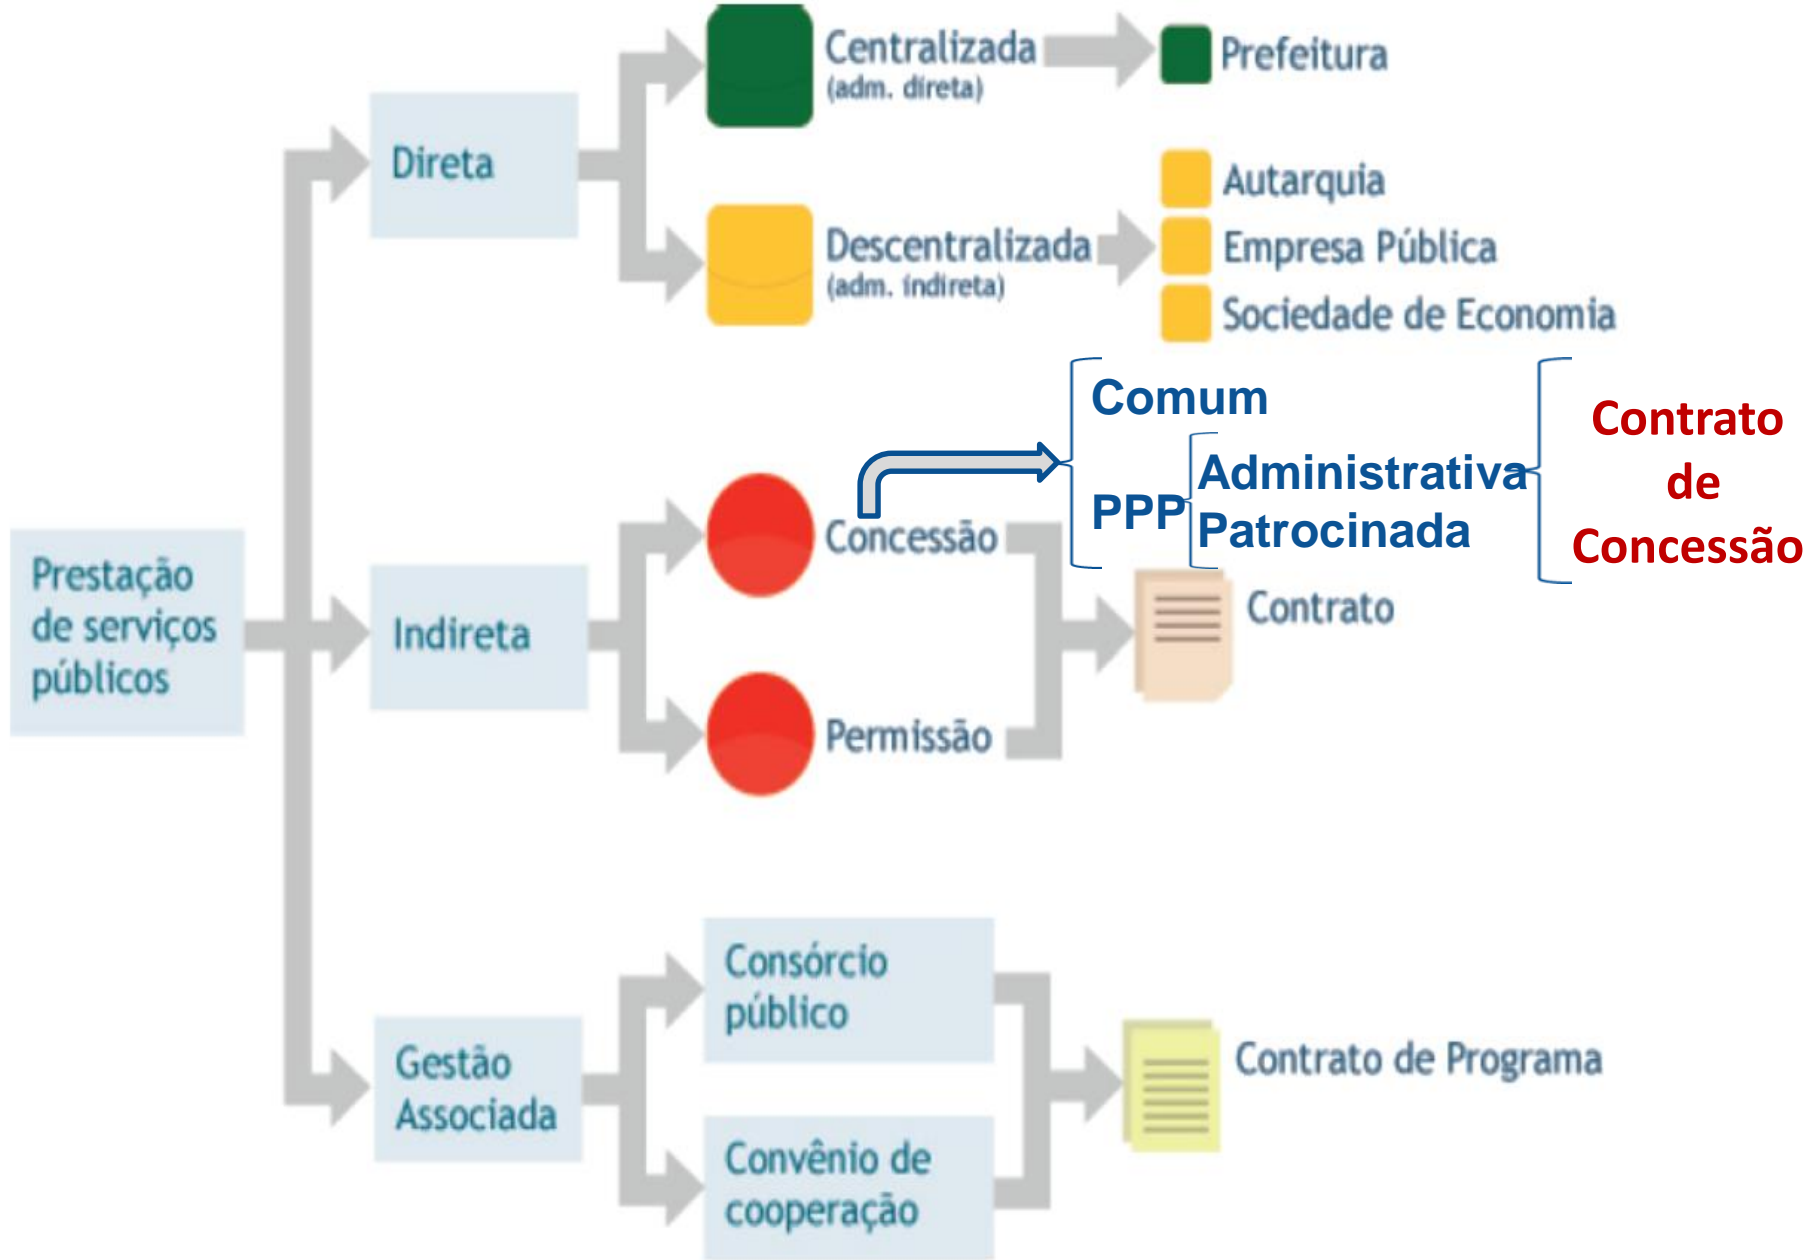 Prestação
de serviços
públicos
Direta
Centralizada
(adm. direta)
Prefeitura
Descentralizada
(adm. indireta)
Autarquia
Empresa Pública
Sociedade de Economia
Indireta
Concessão
Comum
PPP
Administrativa
Patrocinada
Contrato
de
Concessão
Permissão
Contrato
Gestão
Associada
Consórcio
público
Convênio de
cooperação
Contrato de Programa